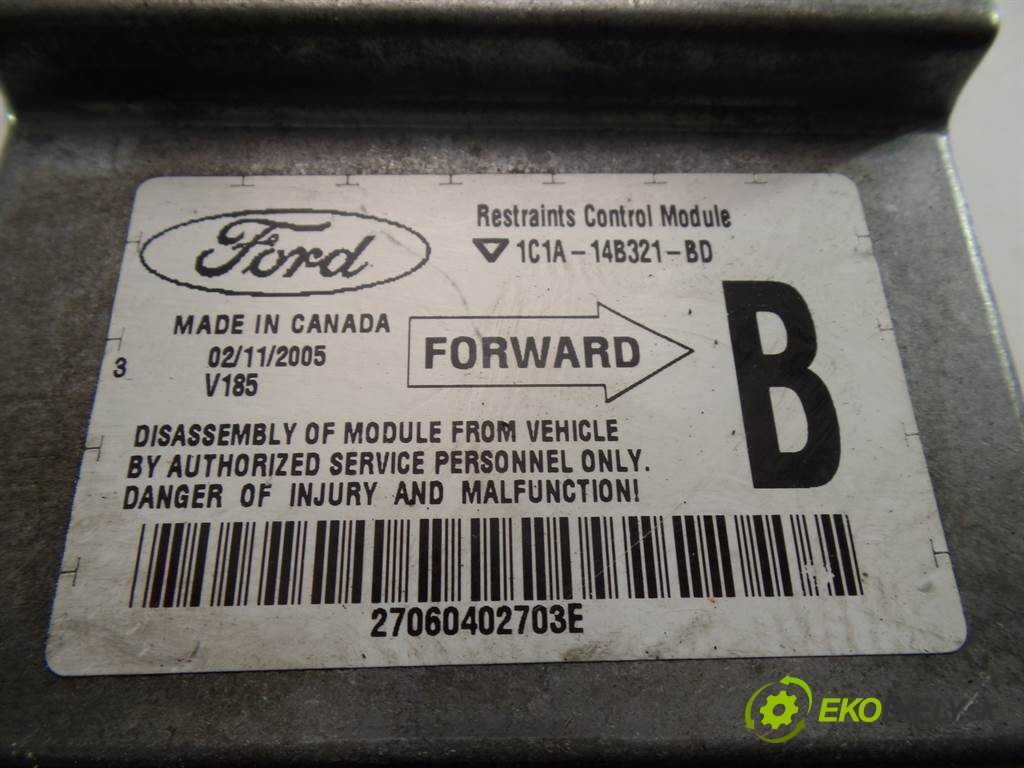 Ford
Restraints Control Module
1C1A-14B321-BD
MADE IN CANADA
02/11/2005
V185
FORWARD
B
3
DISASSEMBLY OF MODULE FROM VEHICLE
BY AUTHORIZED SERVICE PERSONNEL ONLY.
DANGER OF INJURY AND MALFUNCTION!
27060402703E
EKO